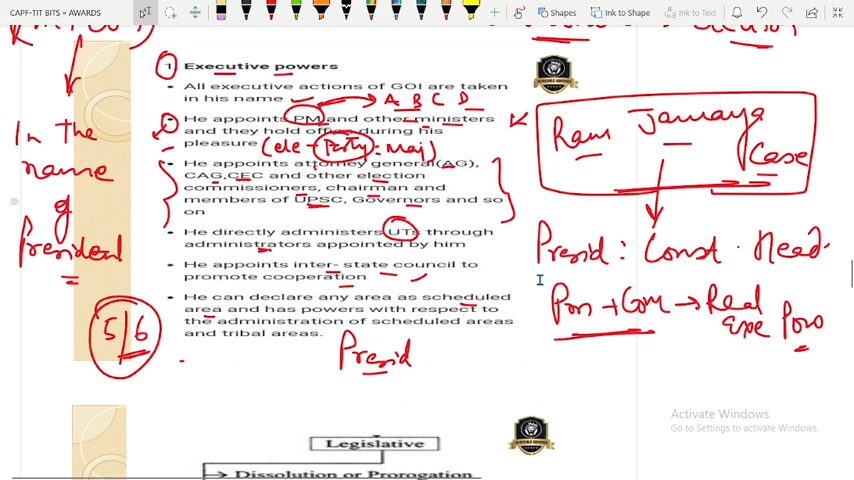 CAPF-TIT BITS » AWARDS
Shapes
Ink to Shape
Ink to Text
1 Executive powers
All executive actions of GOI are taken
in his name
A B C D
He appoints PM and other ministers
and they hold office during his
pleasure
(ele - Party : Maj)
He appoints attorney general(AG),
CAG,CEC and other election
commissioners, chairman and
members of UPSC, Governors and so
on
He directly administers UTs through
administrators appointed by him
He appoints inter- state council to
promote cooperation
He can declare any area as scheduled
area and has powers with respect to
the administration of scheduled areas
and tribal areas.
Presid
In the
name
of
President
5/6
Ram Jawaya
Case
Presid : Const. Head.
Pm + Com → Real
Exe Pow
Activate Windows
Go to Settings to activate Windows.
Legislative
Dissolution or Prorogation